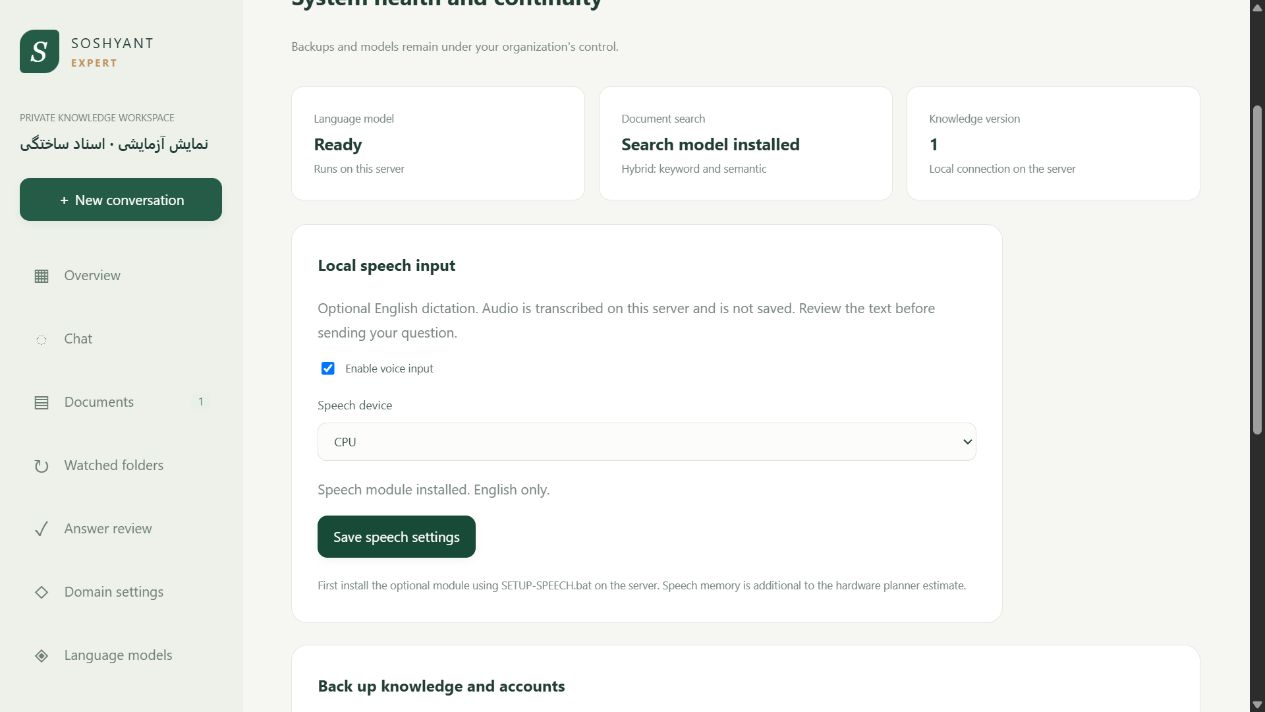 S
SOSHYANT
EXPERT
PRIVATE KNOWLEDGE WORKSPACE
نمایش آزمایشی · اسناد ساختگی
+ New conversation
Overview
Chat
Documents 1
Watched folders
Answer review
Domain settings
Language models
System health and continuity
Backups and models remain under your organization's control.
Language model
Ready
Runs on this server
Document search
Search model installed
Hybrid: keyword and semantic
Knowledge version
1
Local connection on the server
Local speech input
Optional English dictation. Audio is transcribed on this server and is not saved. Review the text before
sending your question.
Enable voice input
Speech device
CPU
Speech module installed. English only.
Save speech settings
First install the optional module using SETUP-SPEECH.bat on the server. Speech memory is additional to the hardware planner estimate.
Back up knowledge and accounts